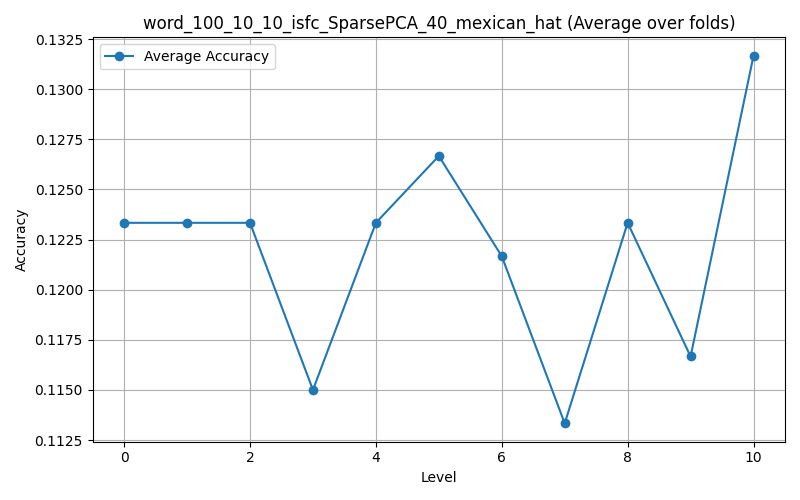 word_100_10_10_isfc_SparsePCA_40_mexican_hat (Average over folds)
Average Accuracy
0.1325
0.1300
0.1275
0.1250
0.1225
0.1200
0.1175
0.1150
0.1125
Accuracy
0 2 4 6 8 10
Level